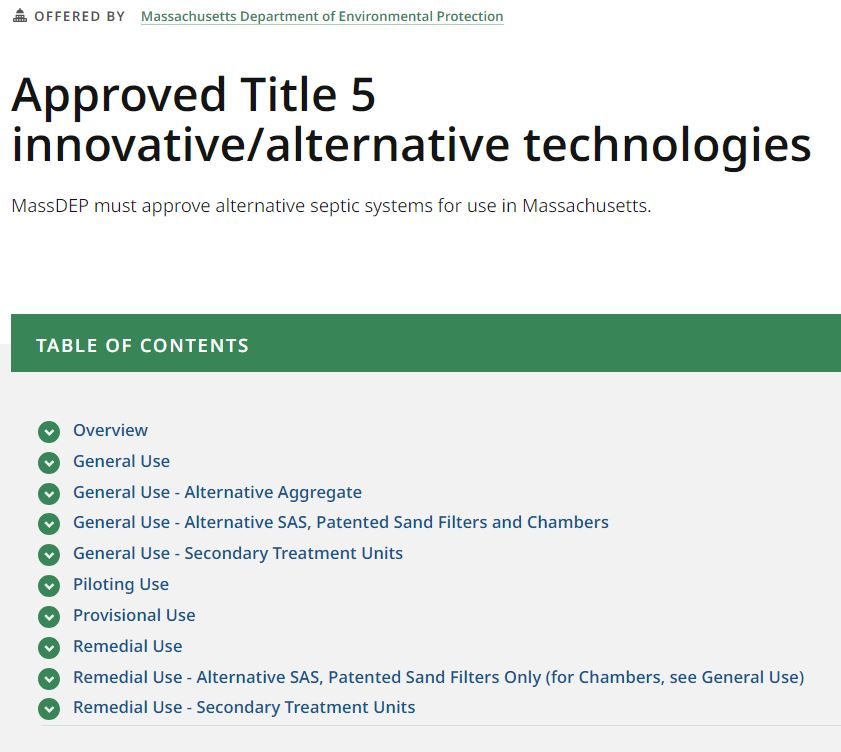 OFFERED BY Massachusetts Department of Environmental Protection
Approved Title 5
innovative/alternative technologies
MassDEP must approve alternative septic systems for use in Massachusetts.
TABLE OF CONTENTS
Overview
General Use
General Use - Alternative Aggregate
General Use - Alternative SAS, Patented Sand Filters and Chambers
General Use - Secondary Treatment Units
Piloting Use
Provisional Use
Remedial Use
Remedial Use - Alternative SAS, Patented Sand Filters Only (for Chambers, see General Use)
Remedial Use - Secondary Treatment Units